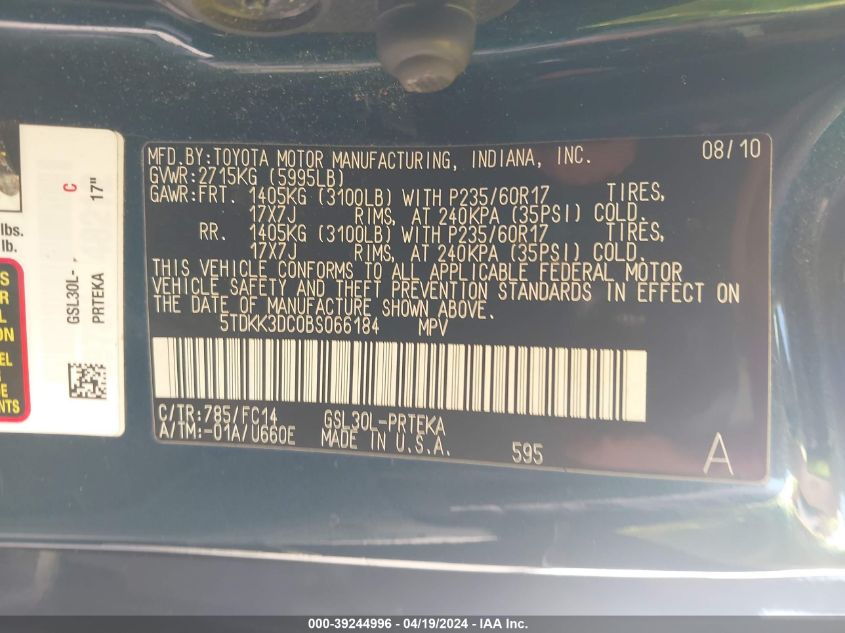 MFD.BY:TOYOTA MOTOR MANUFACTURING, INDIANA, INC. 08/10
GVWR:2715KG (5995LB)
GAWR:FRT. 1405KG (3100LB) WITH P235/60R17 TIRES,
17X7J RIMS, AT 240KPA (35PSI) COLD.
RR. 1405KG (3100LB) WITH P235/60R17 TIRES,
17X7J RIMS, AT 240KPA (35PSI) COLD.
THIS VEHICLE CONFORMS TO ALL APPLICABLE FEDERAL MOTOR
VEHICLE SAFETY AND THEFT PREVENTION STANDARDS IN EFFECT ON
THE DATE OF MANUFACTURE SHOWN ABOVE.
5TDKK3DC0BS066184 MPV
C/TR:785/FC14 GSL30L-PRTEKA
A/TM:-01A/U660E MADE IN U.S.A. 595 A
C
17"
GSL30L-
PRTEKA
lbs.
lb.
000-39244996 - 04/19/2024 - IAA Inc.